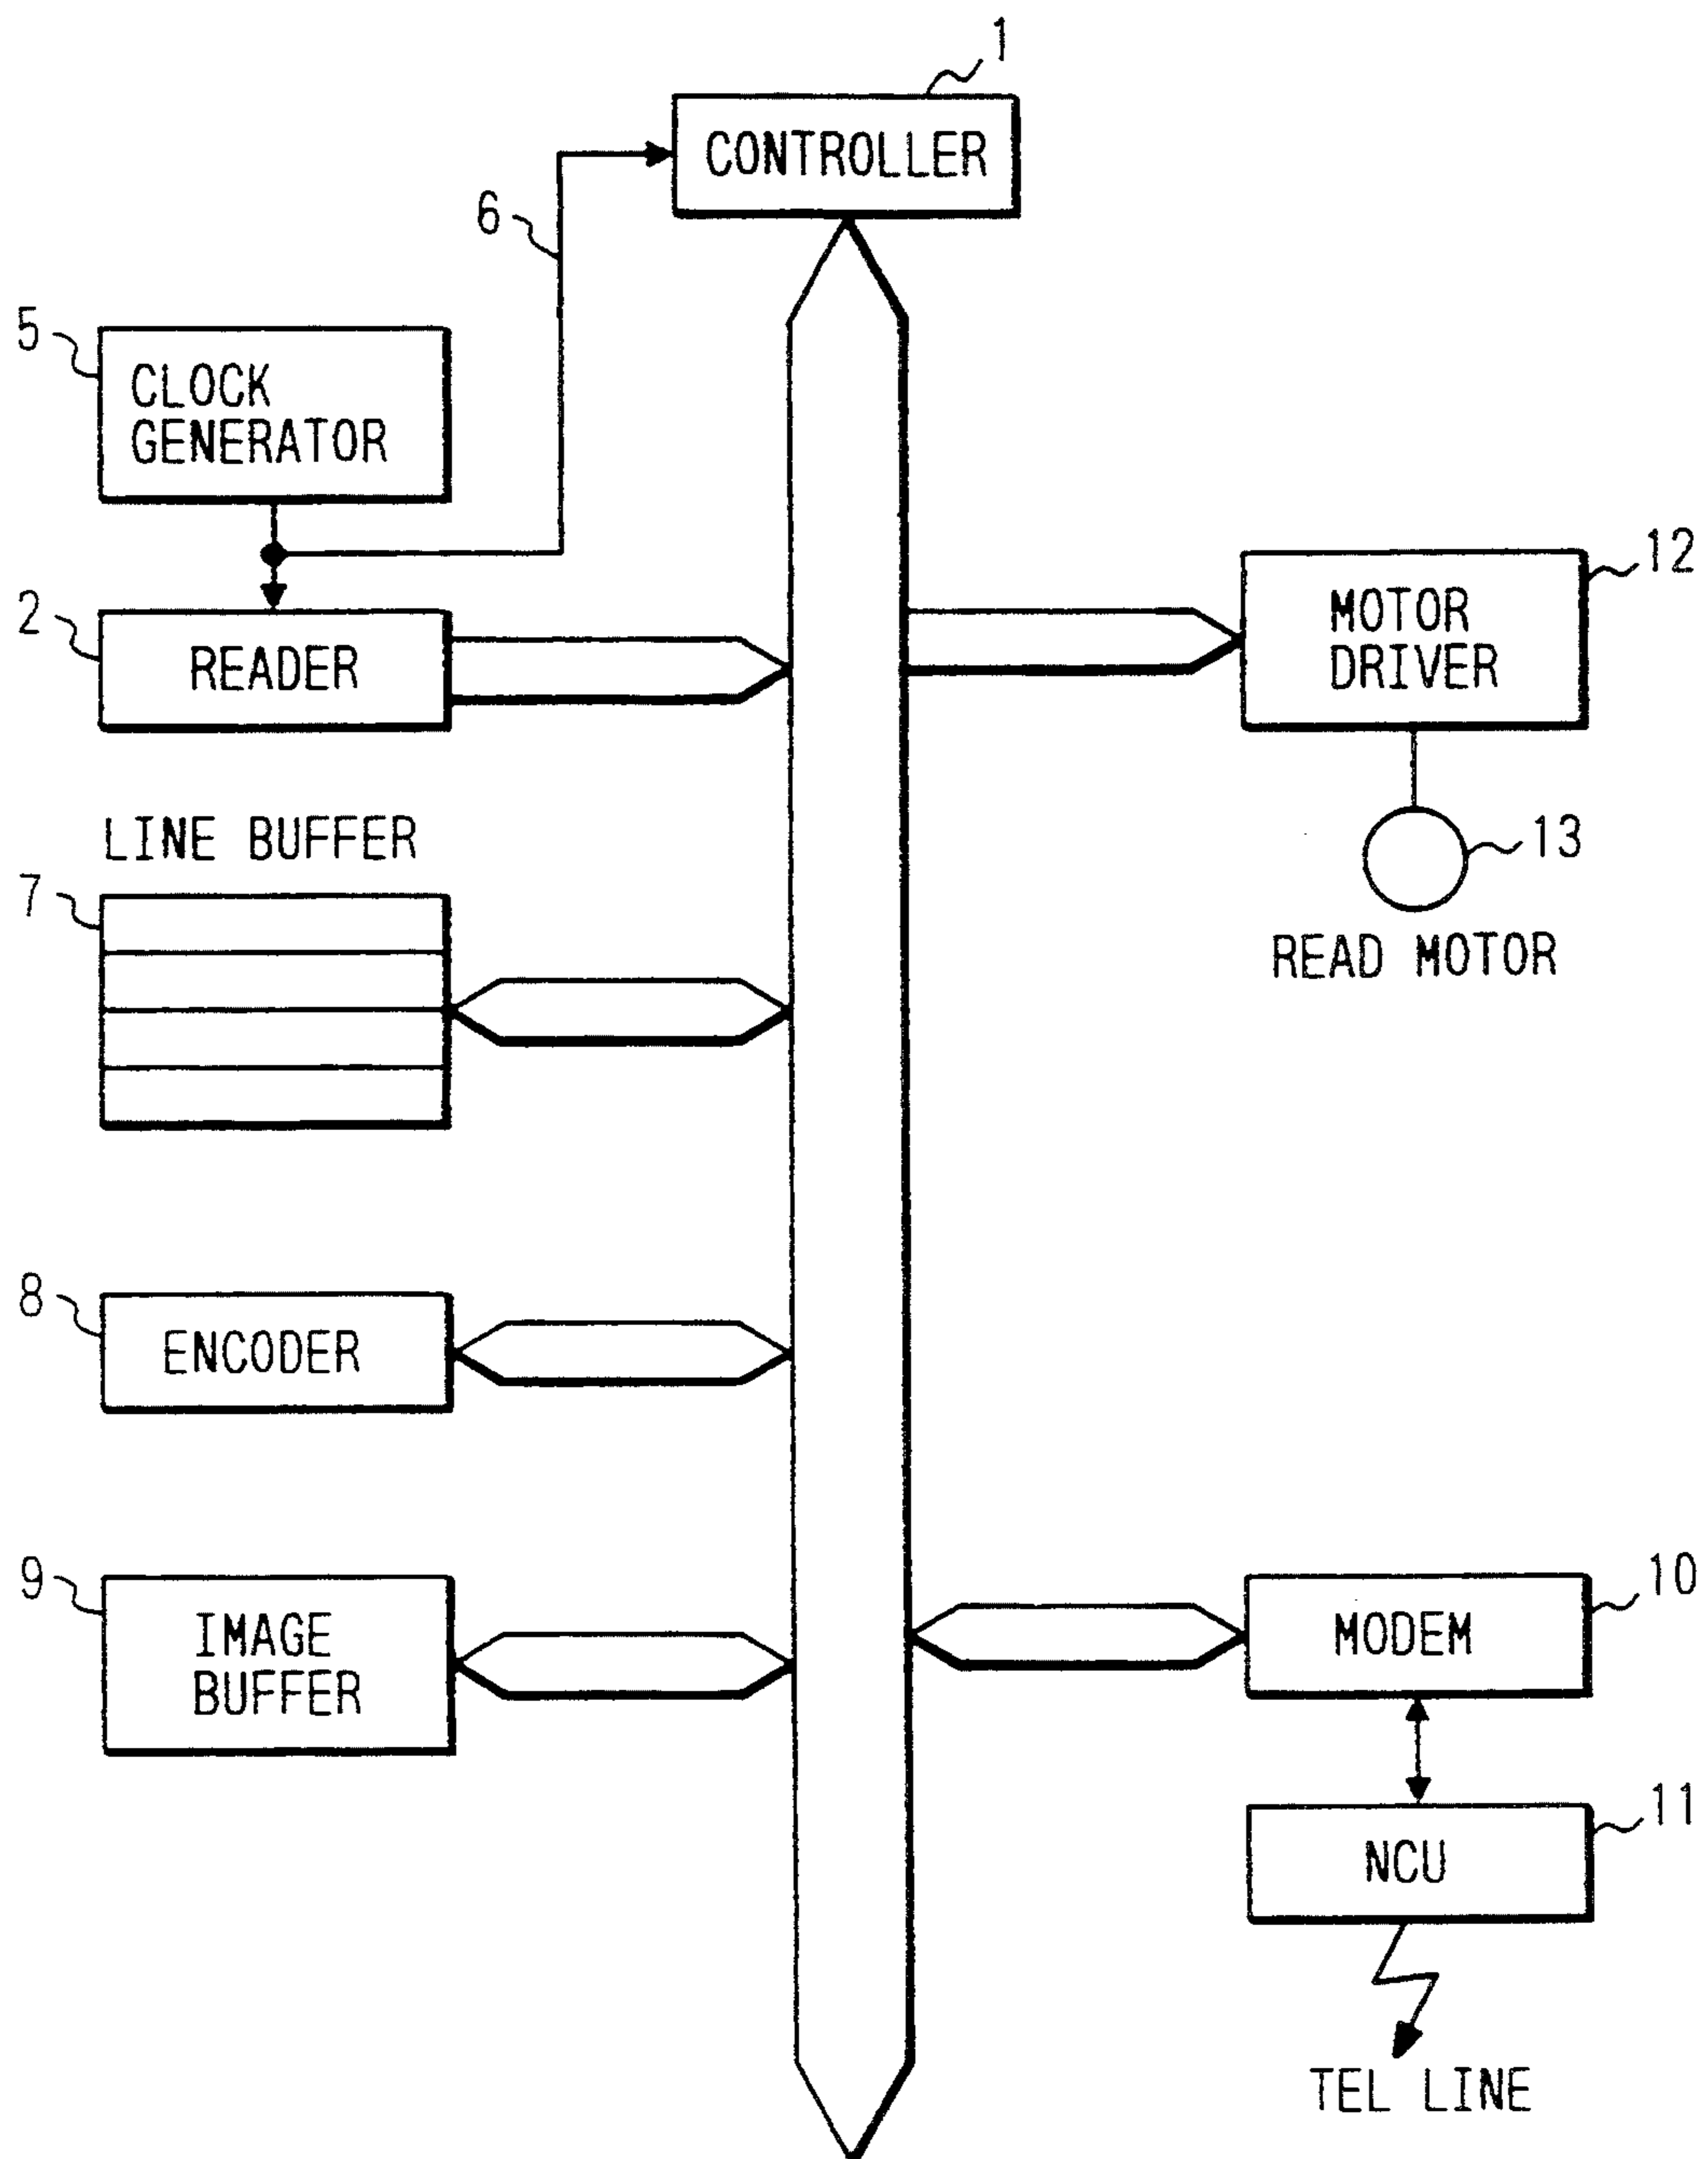 1
CONTROLLER
6
5
CLOCK
GENERATOR
2
READER
12
MOTOR
DRIVER
LINE BUFFER
7
13
READ MOTOR
8
ENCODER
9
IMAGE
BUFFER
10
MODEM
11
NCU
TEL LINE